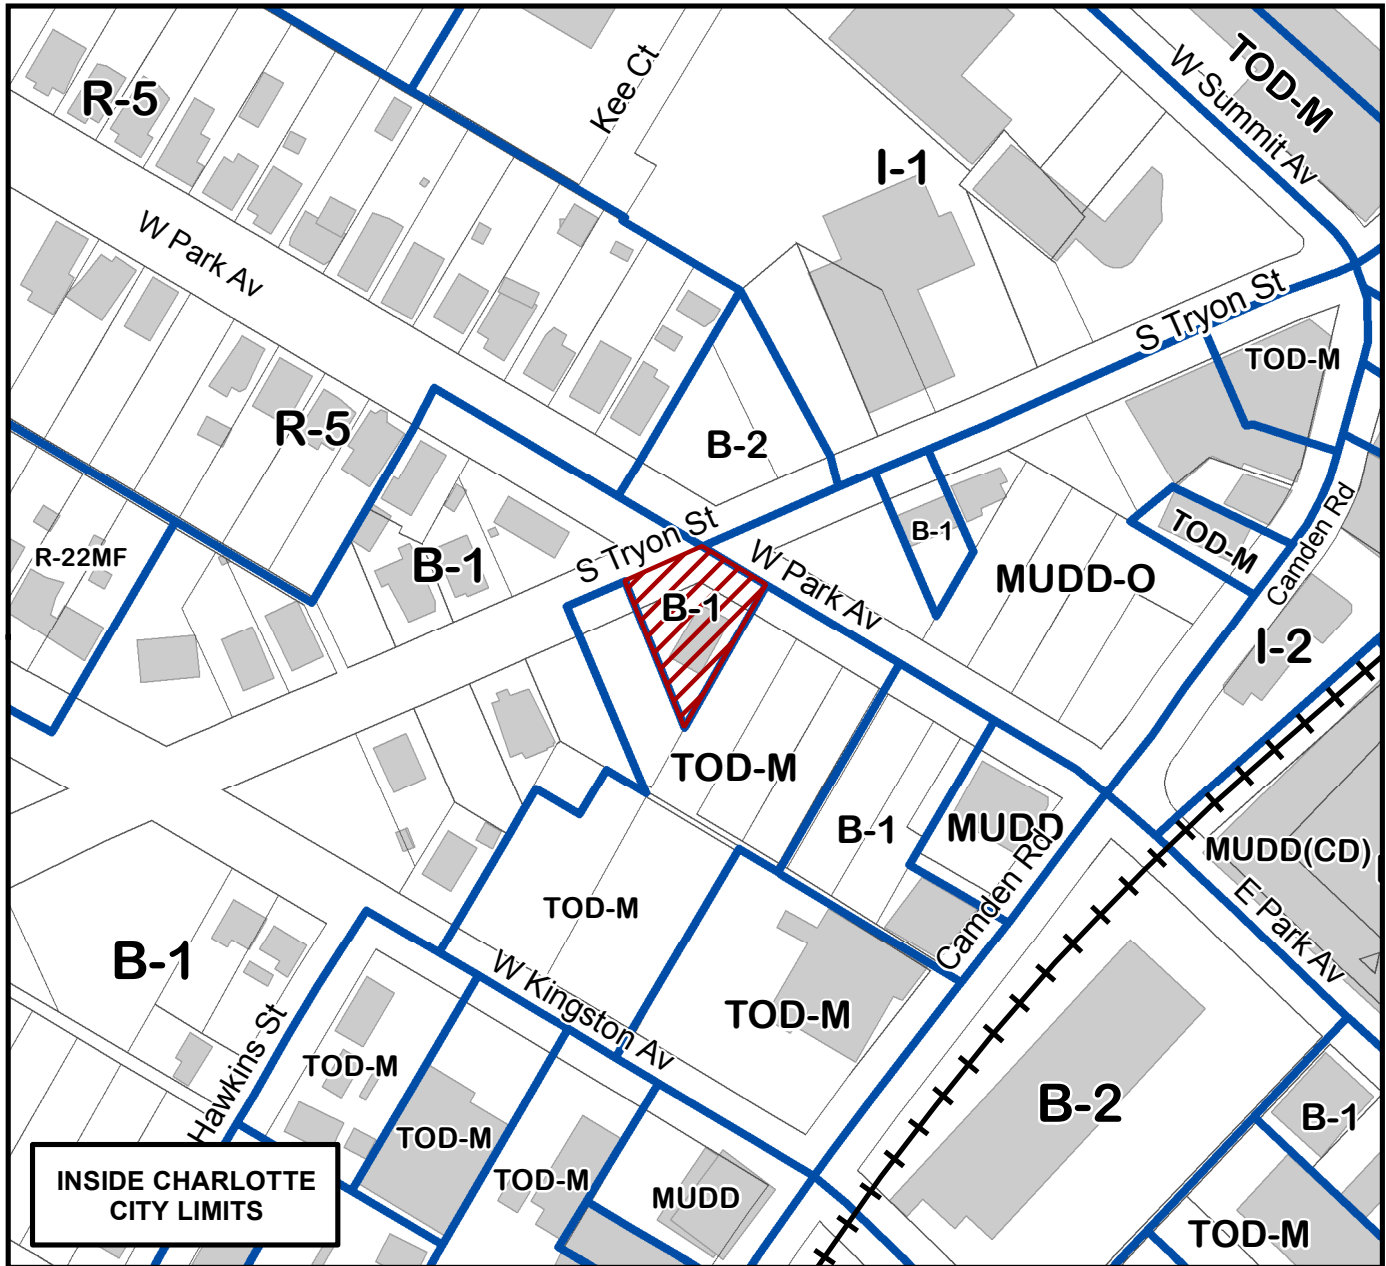 TOD-M
W Summit Av
Kee Ct
R-5
I-1
W Park Av
S Tryon St
TOD-M
R-5
B-2
B-1
TOD-M
Camden Rd
R-22MF
B-1
S Tryon St
W Park Av
MUDD-O
B-1
I-2
TOD-M
B-1
MUDD
MUDD(CD)
Camden Rd
E Park Av
TOD-M
B-1
W Kingston Av
TOD-M
Hawkins St
TOD-M
B-2
B-1
TOD-M
TOD-M
MUDD
TOD-M
INSIDE CHARLOTTE
CITY LIMITS